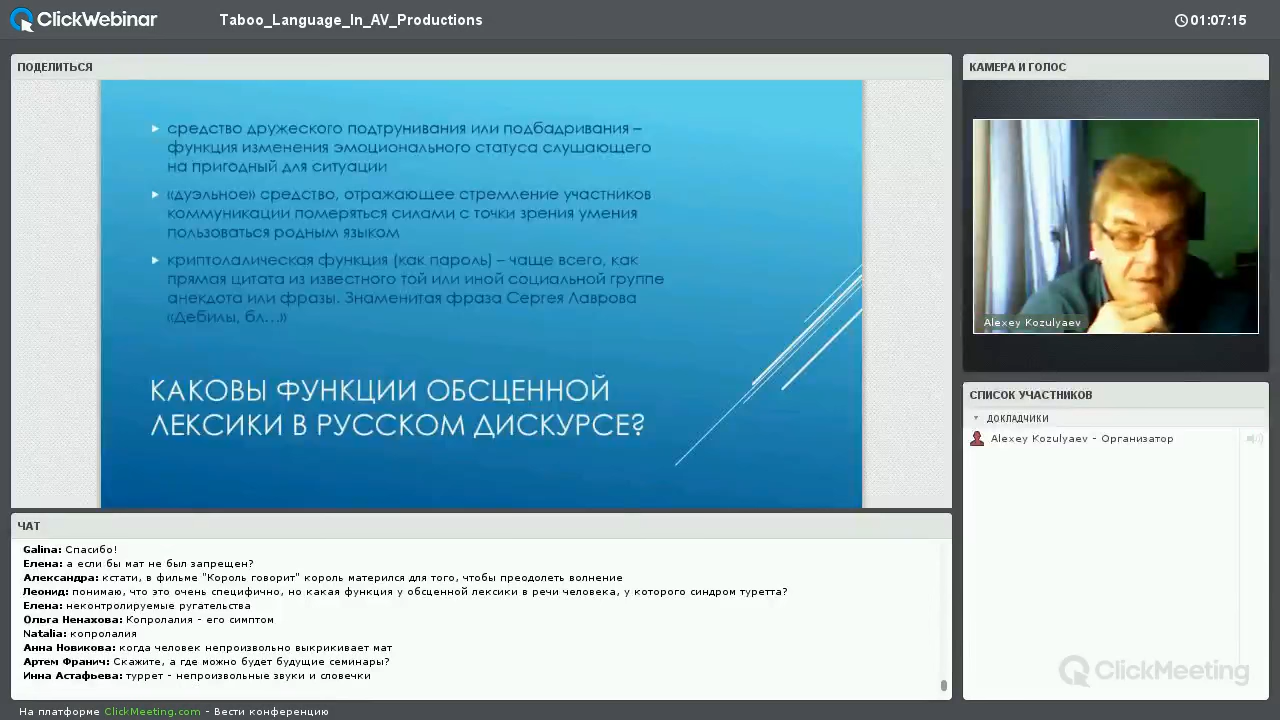 ClickWebinar
Taboo_Language_In_AV_Productions
01:07:15
ПОДЕЛИТЬСЯ
средство дружеского подтрунивания или подбадривания –
функция изменения эмоционального статуса слушающего
на пригодный для ситуации
«дуэльное» средство, отражающее стремление участников
коммуникации померяться силами с точки зрения умения
пользоваться родным языком
криптолалическая функция (как пароль) – чаще всего, как
прямая цитата из известного той или иной социальной группе
анекдота или фразы. Знаменитая фраза Сергея Лаврова
«Дебилы, бл…»
КАКОВЫ ФУНКЦИИ ОБСЦЕННОЙ
ЛЕКСИКИ В РУССКОМ ДИСКУРСЕ?
КАМЕРА И ГОЛОС
Alexey Kozulyaev
СПИСОК УЧАСТНИКОВ
ДОКЛАДЧИКИ
Alexey Kozulyaev - Организатор
ЧАТ
Galina: Спасибо!
Елена: а если бы мат не был запрещен?
Александра: кстати, в фильме "Король говорит" король матерился для того, чтобы преодолеть волнение
Леонид: понимаю, что это очень специфично, но какая функция у обсценной лексики в речи человека, у которого синдром туретта?
Елена: неконтролируемые ругательства
Ольга Ненахова: Копролалия - его симптом
Natalia: копролалия
Анна Новикова: когда человек непроизвольно выкрикивает мат
Артем Франич: Скажите, а где можно будет будущие семинары?
Инна Астафьева: туррет - непроизвольные звуки и словечки
ClickMeeting
На платформе ClickMeeting.com - Вести конференцию